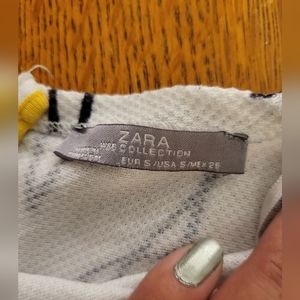 ZARA
W&B COLLECTION
EUR S/USA S/MEX 26